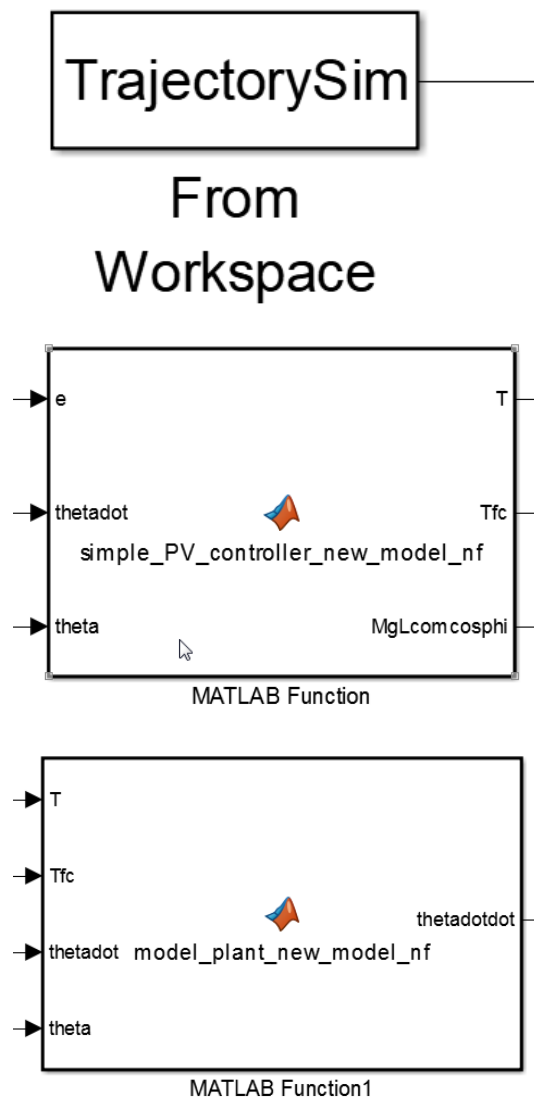 TrajectorySim
From
Workspace
e
T
thetadot
Tfc
simple_PV_controller_new_model_nf
theta
MgLcomcosphi
MATLAB Function
T
Tfc
thetadotdot
thetadot model_plant_new_model_nf
theta
MATLAB Function1